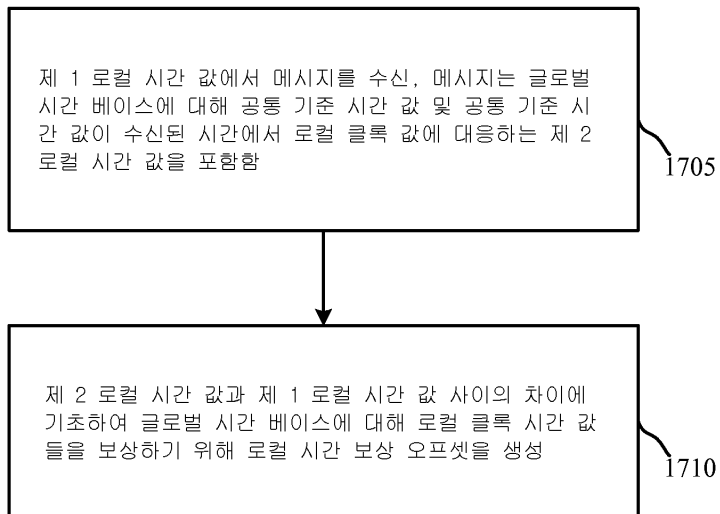 제 1 로컬 시간 값에서 메시지를 수신, 메시지는 글로벌
시간 베이스에 대해 공통 기준 시간 값 및 공통 기준 시
간 값이 수신된 시간에서 로컬 클록 값에 대응하는 제 2
로컬 시간 값을 포함함
1705
제 2 로컬 시간 값과 제 1 로컬 시간 값 사이의 차이에
기초하여 글로벌 시간 베이스에 대해 로컬 클록 시간 값
들을 보상하기 위해 로컬 시간 보상 오프셋을 생성
1710